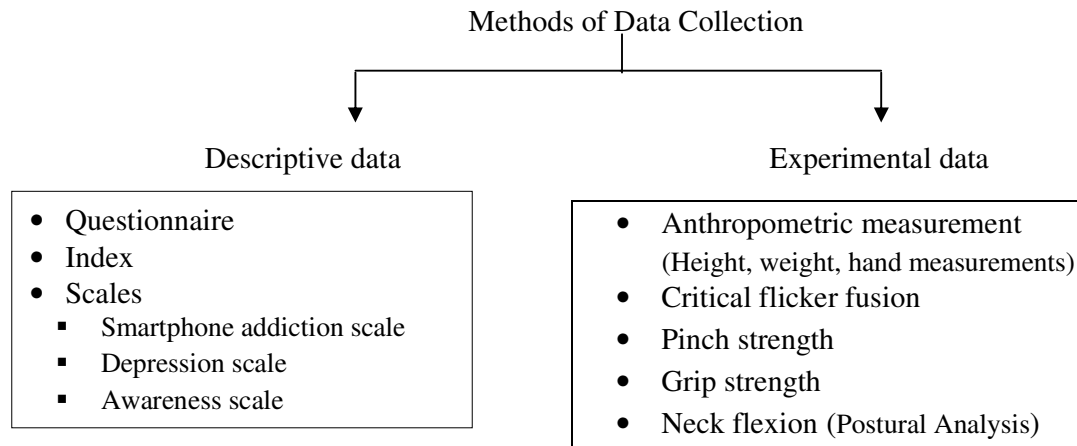 Methods of Data Collection
Descriptive data
• Questionnaire
• Index
• Scales
▪ Smartphone addiction scale
▪ Depression scale
▪ Awareness scale
Experimental data
• Anthropometric measurement
(Height, weight, hand measurements)
• Critical flicker fusion
• Pinch strength
• Grip strength
• Neck flexion (Postural Analysis)